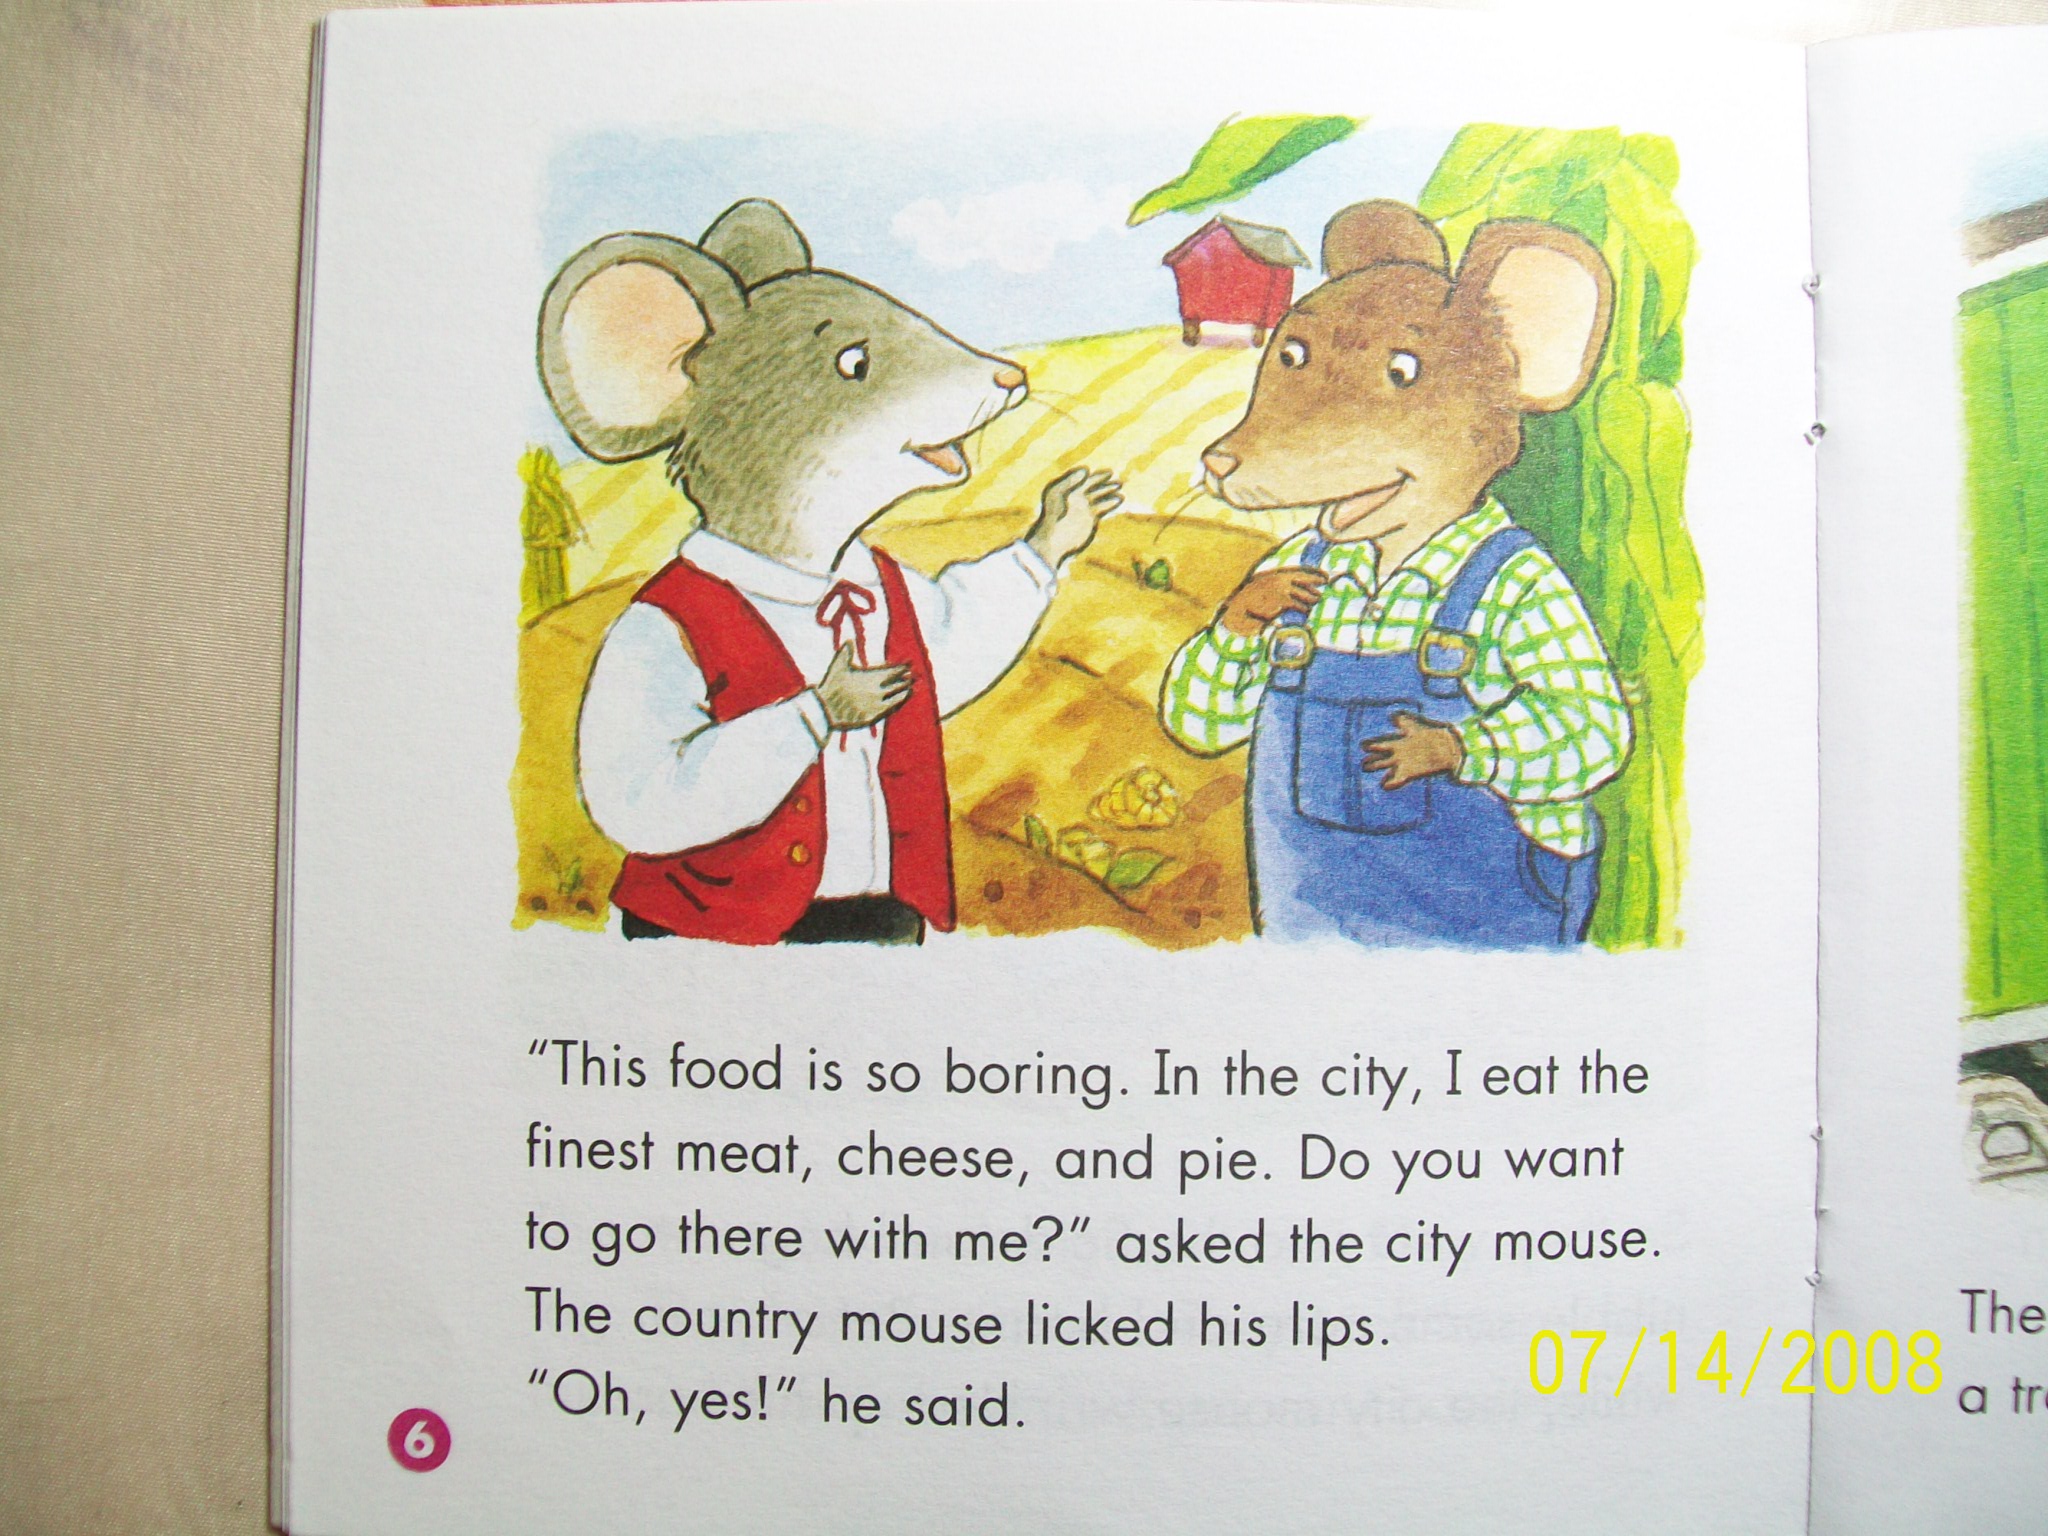 “This food is so boring. In the city, I eat the
finest meat, cheese, and pie. Do you want
to go there with me?” asked the city mouse.
The country mouse licked his lips.
“Oh, yes!” he said.
6
The
07/14/2008